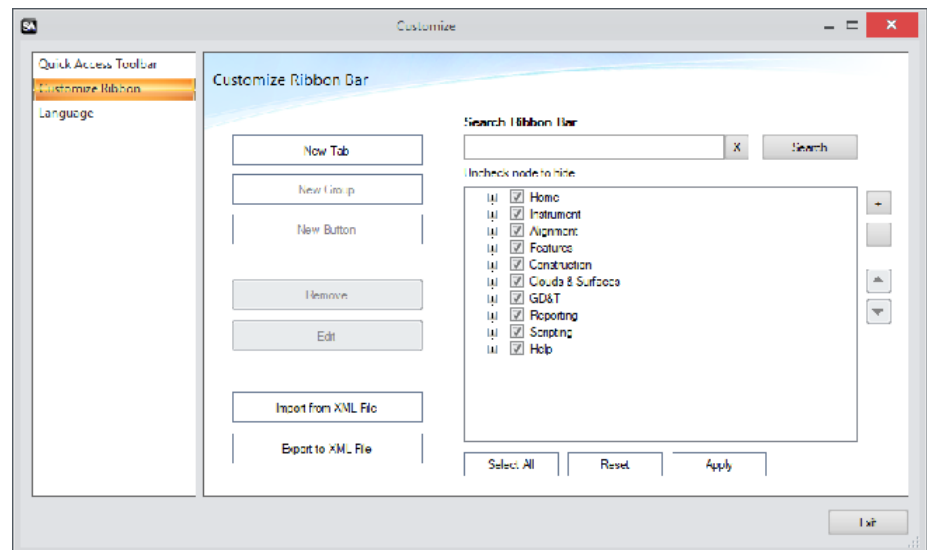 SA
Customize
Quick Access Toolbar
Customize Ribbon
Language
Customize Ribbon Bar
Search Ribbon Bar
New Tab
X
Search
New Group
Uncheck node to hide
New Button
Home
Instrument
Alignment
Features
Construction
Clouds & Surfaces
GD&T
Reporting
Scripting
Help
+
Remove
Edit
Import from XML File
Export to XML File
Select All
Reset
Apply
Exit